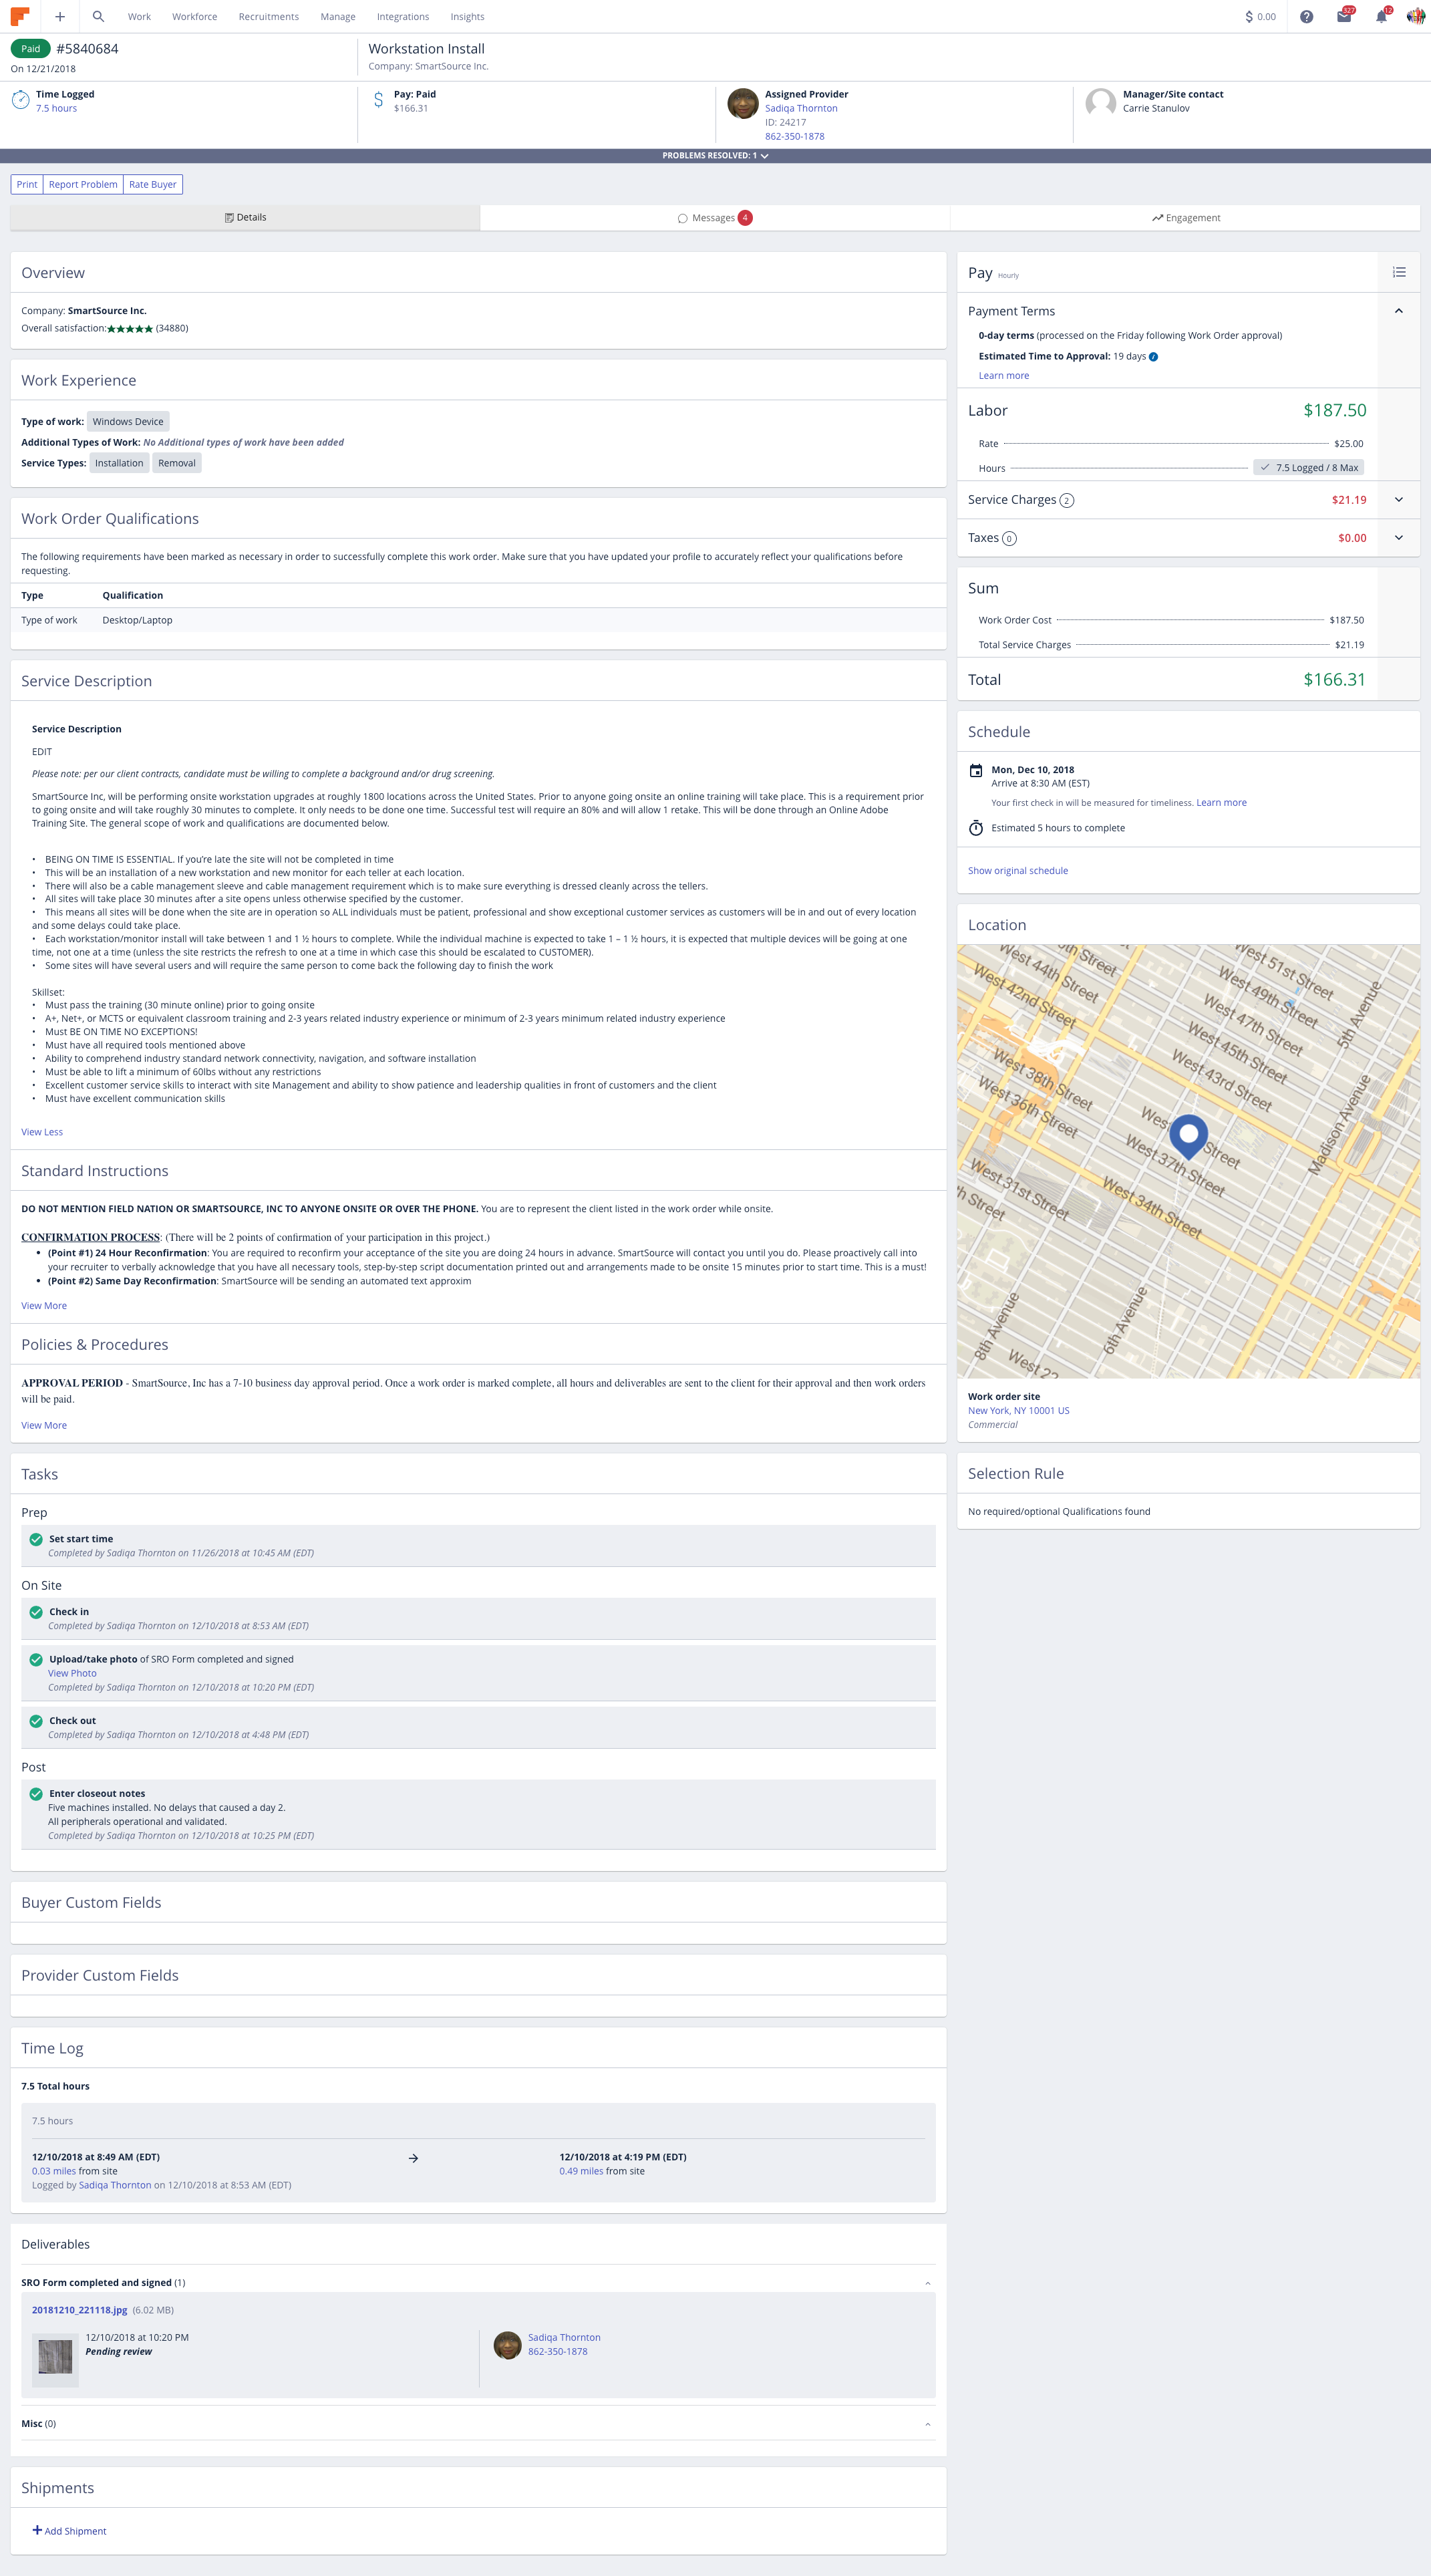 Work Workforce Recruitments Manage Integrations Insights $ 0.00 327 12
Paid #5840684
On 12/21/2018
Workstation Install
Company: SmartSource Inc.
Time Logged
7.5 hours
Pay: Paid
$166.31
Assigned Provider
Sadiqa Thornton
ID: 24217
862-350-1878
Manager/Site contact
Carrie Stanulov
PROBLEMS RESOLVED: 1
Print Report Problem Rate Buyer
Details Messages 4 Engagement
Overview
Company: SmartSource Inc.
Overall satisfaction:★★★★★ (34880)
Work Experience
Type of work: Windows Device
Additional Types of Work: No Additional types of work have been added
Service Types: Installation Removal
Work Order Qualifications
The following requirements have been marked as necessary in order to successfully complete this work order. Make sure that you have updated your profile to accurately reflect your qualifications before
requesting.
Type Qualification
Type of work Desktop/Laptop
Service Description
Service Description
EDIT
Please note: per our client contracts, candidate must be willing to complete a background and/or drug screening.
SmartSource Inc, will be performing onsite workstation upgrades at roughly 1800 locations across the United States. Prior to anyone going onsite an online training will take place. This is a requirement prior
to going onsite and will take roughly 30 minutes to complete. It only needs to be done one time. Successful test will require an 80% and will allow 1 retake. This will be done through an Online Adobe
Training Site. The general scope of work and qualifications are documented below.
• BEING ON TIME IS ESSENTIAL. If you're late the site will not be completed in time
• This will be an installation of a new workstation and new monitor for each teller at each location.
• There will also be a cable management sleeve and cable management requirement which is to make sure everything is dressed cleanly across the tellers.
• All sites will take place 30 minutes after a site opens unless otherwise specified by the customer.
• This means all sites will be done when the site are in operation so ALL individuals must be patient, professional and show exceptional customer services as customers will be in and out of every location
and some delays could take place.
• Each workstation/monitor install will take between 1 and 1 ½ hours to complete. While the individual machine is expected to take 1 – 1 ½ hours, it is expected that multiple devices will be going at one
time, not one at a time (unless the site restricts the refresh to one at a time in which case this should be escalated to CUSTOMER).
• Some sites will have several users and will require the same person to come back the following day to finish the work
Skillset:
• Must pass the training (30 minute online) prior to going onsite
• A+, Net+, or MCTS or equivalent classroom training and 2-3 years related industry experience or minimum of 2-3 years minimum related industry experience
• Must BE ON TIME NO EXCEPTIONS!
• Must have all required tools mentioned above
• Ability to comprehend industry standard network connectivity, navigation, and software installation
• Must be able to lift a minimum of 60lbs without any restrictions
• Excellent customer service skills to interact with site Management and ability to show patience and leadership qualities in front of customers and the client
• Must have excellent communication skills
View Less
Standard Instructions
DO NOT MENTION FIELD NATION OR SMARTSOURCE, INC TO ANYONE ONSITE OR OVER THE PHONE. You are to represent the client listed in the work order while onsite.
CONFIRMATION PROCESS: (There will be 2 points of confirmation of your participation in this project.)
• (Point #1) 24 Hour Reconfirmation: You are required to reconfirm your acceptance of the site you are doing 24 hours in advance. SmartSource will contact you until you do. Please proactively call into
your recruiter to verbally acknowledge that you have all necessary tools, step-by-step script documentation printed out and arrangements made to be onsite 15 minutes prior to start time. This is a must!
• (Point #2) Same Day Reconfirmation: SmartSource will be sending an automated text approxim
View More
Policies & Procedures
APPROVAL PERIOD - SmartSource, Inc has a 7-10 business day approval period. Once a work order is marked complete, all hours and deliverables are sent to the client for their approval and then work orders
will be paid.
View More
Tasks
Prep
Set start time
Completed by Sadiqa Thornton on 11/26/2018 at 10:45 AM (EDT)
On Site
Check in
Completed by Sadiqa Thornton on 12/10/2018 at 8:53 AM (EDT)
Upload/take photo of SRO Form completed and signed
View Photo
Completed by Sadiqa Thornton on 12/10/2018 at 10:20 PM (EDT)
Check out
Completed by Sadiqa Thornton on 12/10/2018 at 4:48 PM (EDT)
Post
Enter closeout notes
Five machines installed. No delays that caused a day 2.
All peripherals operational and validated.
Completed by Sadiqa Thornton on 12/10/2018 at 10:25 PM (EDT)
Buyer Custom Fields
Provider Custom Fields
Time Log
7.5 Total hours
7.5 hours
12/10/2018 at 8:49 AM (EDT)
0.03 miles from site
Logged by Sadiqa Thornton on 12/10/2018 at 8:53 AM (EDT)
12/10/2018 at 4:19 PM (EDT)
0.49 miles from site
Deliverables
SRO Form completed and signed (1)
20181210_221118.jpg (6.02 MB)
12/10/2018 at 10:20 PM
Pending review
Sadiqa Thornton
862-350-1878
Misc (0)
Shipments
Add Shipment
Pay Hourly
Payment Terms
0-day terms (processed on the Friday following Work Order approval)
Estimated Time to Approval: 19 days
Learn more
Labor $187.50
Rate $25.00
Hours 7.5 Logged / 8 Max
Service Charges 2 $21.19
Taxes 0 $0.00
Sum
Work Order Cost $187.50
Total Service Charges $21.19
Total $166.31
Schedule
Mon, Dec 10, 2018
Arrive at 8:30 AM (EST)
Your first check in will be measured for timeliness. Learn more
Estimated 5 hours to complete
Show original schedule
Location
West 44th Street
West 42nd Street
West 51st Street
West 49th Street
West 47th Street
West 45th Street
West 43rd Street
5th Avenue
West 38th Street
West 36th Street
Madison Avenue
West 37th Street
West 31st Street
West 34th Street
8th Avenue
6th Avenue
Work order site
New York, NY 10001 US
Commercial
Selection Rule
No required/optional Qualifications found